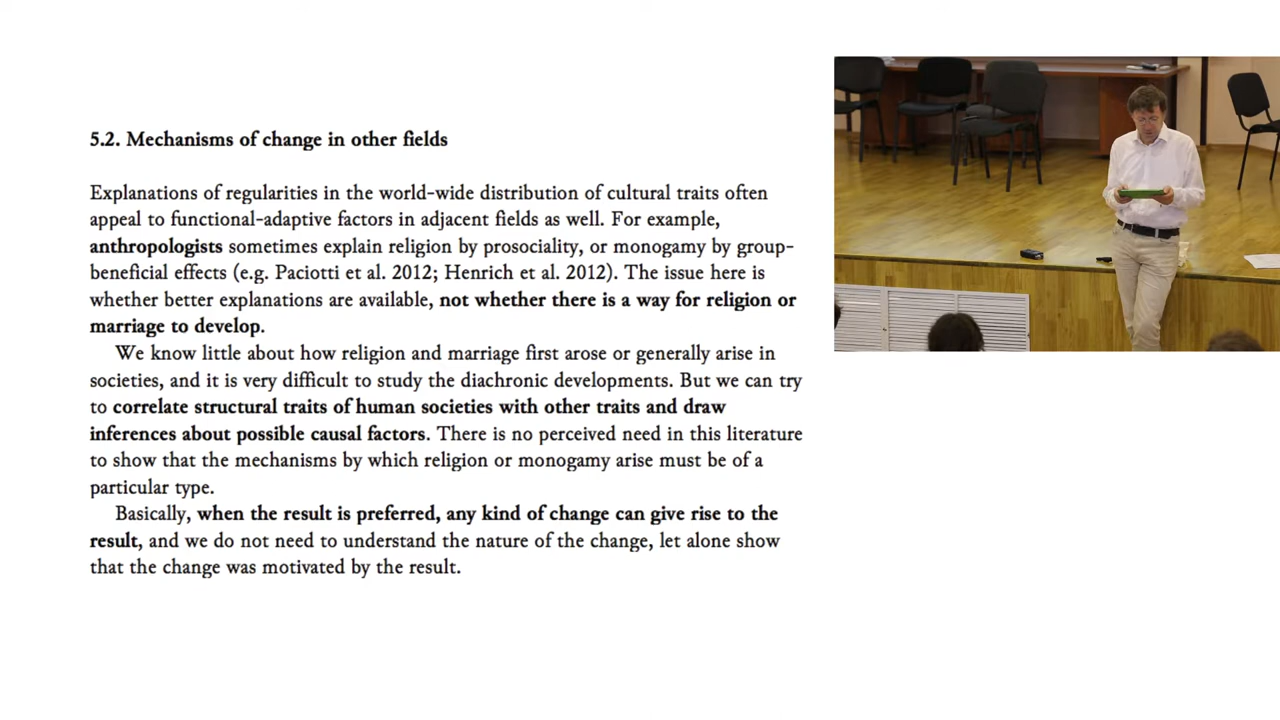 5.2. Mechanisms of change in other fields
Explanations of regularities in the world-wide distribution of cultural traits often
appeal to functional-adaptive factors in adjacent fields as well. For example,
anthropologists sometimes explain religion by prosociality, or monogamy by group-
beneficial effects (e.g. Paciotti et al. 2012; Henrich et al. 2012). The issue here is
whether better explanations are available, not whether there is a way for religion or
marriage to develop.
We know little about how religion and marriage first arose or generally arise in
societies, and it is very difficult to study the diachronic developments. But we can try
to correlate structural traits of human societies with other traits and draw
inferences about possible causal factors. There is no perceived need in this literature
to show that the mechanisms by which religion or monogamy arise must be of a
particular type.
Basically, when the result is preferred, any kind of change can give rise to the
result, and we do not need to understand the nature of the change, let alone show
that the change was motivated by the result.